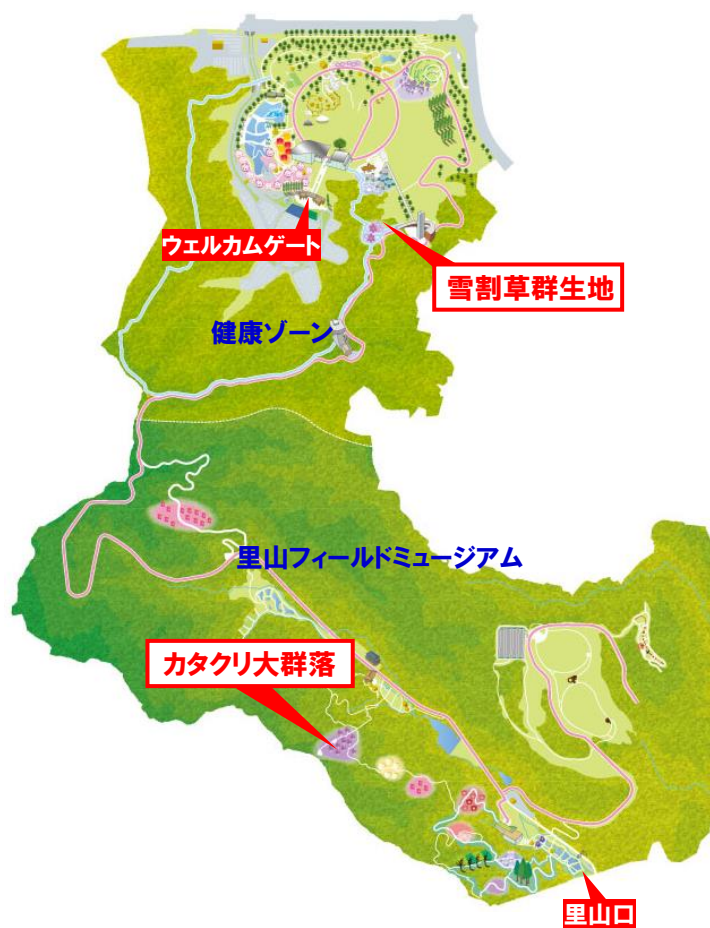 ウェルカムゲート
雪割草群生地
健康ゾーン
里山フィールドミュージアム
カタクリ大群落
里山口